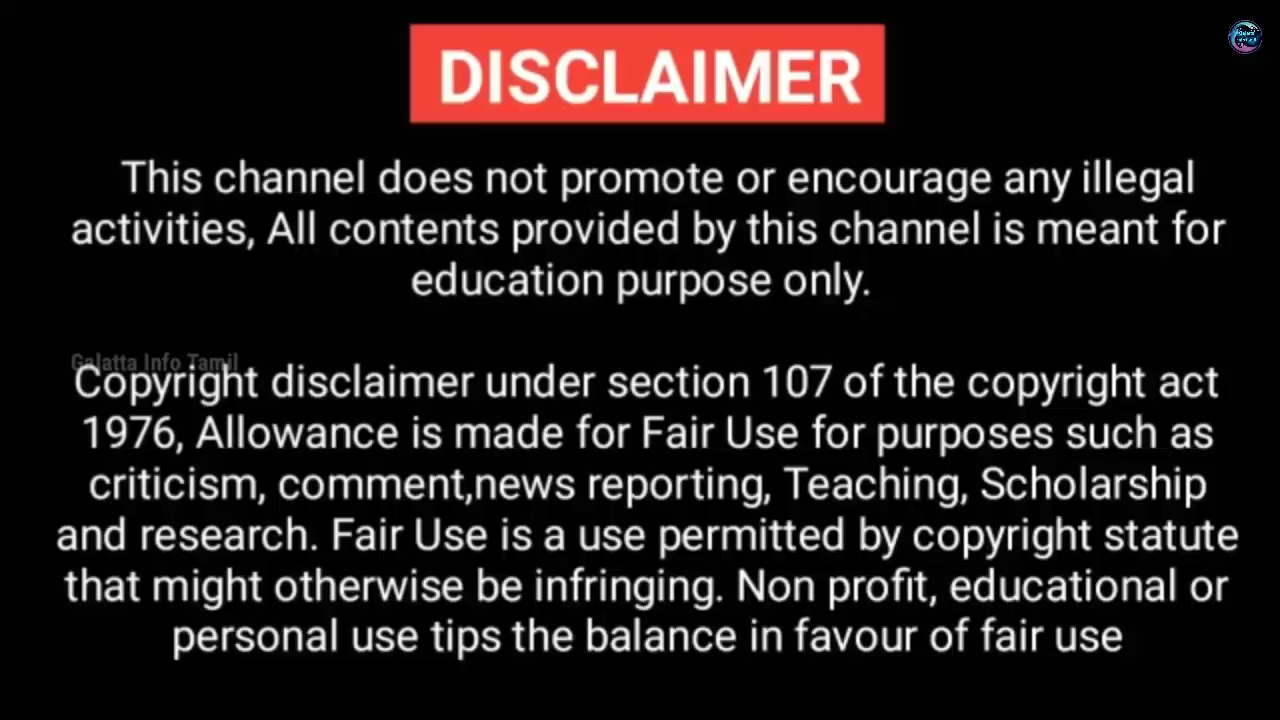 DISCLAIMER
This channel does not promote or encourage any illegal
activities, All contents provided by this channel is meant for
education purpose only.
Galatta Info Tamil
Copyright disclaimer under section 107 of the copyright act
1976, Allowance is made for Fair Use for purposes such as
criticism, comment,news reporting, Teaching, Scholarship
and research. Fair Use is a use permitted by copyright statute
that might otherwise be infringing. Non profit, educational or
personal use tips the balance in favour of fair use